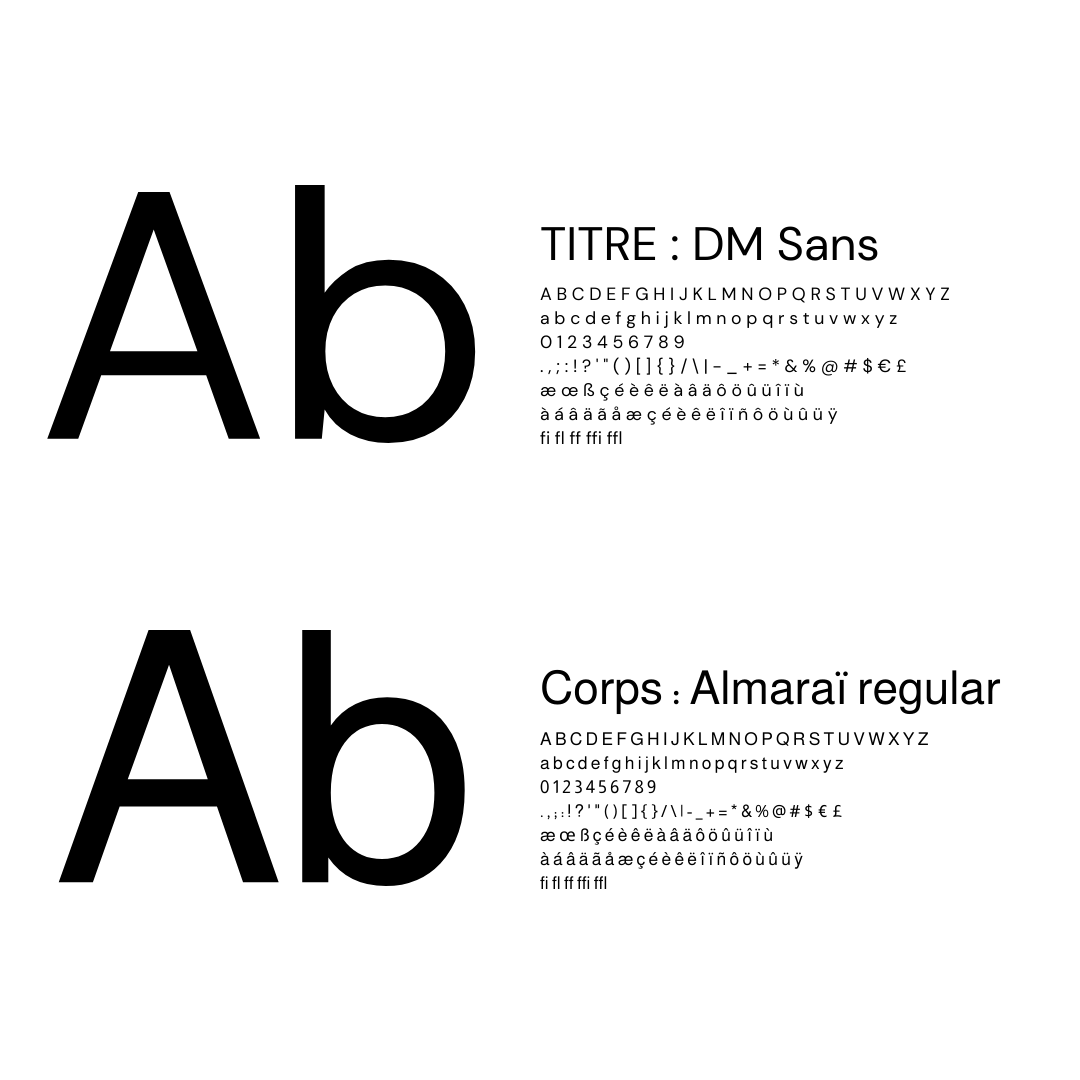 Ab
TITRE : DM Sans
A B C D E F G H I J K L M N O P Q R S T U V W X Y Z
a b c d e f g h i j k l m n o p q r s t u v w x y z
0 1 2 3 4 5 6 7 8 9
. , ; : ! ? ' " ( ) [ ] { } / \ | - _ + = * & % @ # $ € £
æ œ ß ç é è ê ë à â ä ô ö û ü î ï ù
à á â ä ã å æ ç é è ê ë î ï ñ ô ö ù û ü ÿ
fi fl ff ffi ffl
Ab
Corps : Almaraï regular
A B C D E F G H I J K L M N O P Q R S T U V W X Y Z
a b c d e f g h i j k l m n o p q r s t u v w x y z
0 1 2 3 4 5 6 7 8 9
. , ; : ! ? ' " ( ) [ ] { } / \ | - _ + = * & % @ # $ € £
æ œ ß ç é è ê ë à â ä ô ö û ü î ï ù
à á â ä ã å æ ç é è ê ë î ï ñ ô ö ù û ü ÿ
fi fl ff ffi ffl